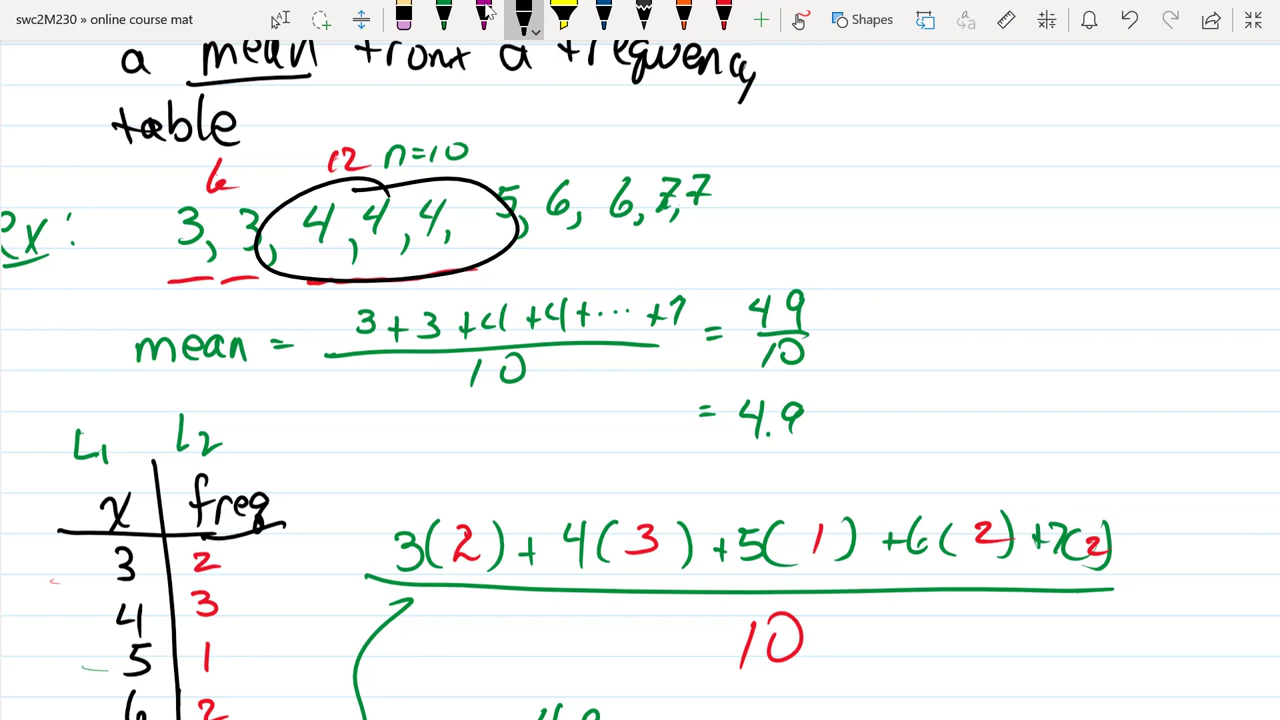 swc2M230 » online course mat
Shapes
a mean from a frequency
table
6 12 n=10
Ex: 3, 3, 4, 4, 4, 5, 6, 6, 7, 7
mean = 3 + 3 + 4 + 4 + ... + 7 / 10 = 49 / 10
= 4.9
L1 L2
x freq
3 2
4 3
5 1
6 2
3(2) + 4(3) + 5(1) + 6(2) + 7(2)
10
49